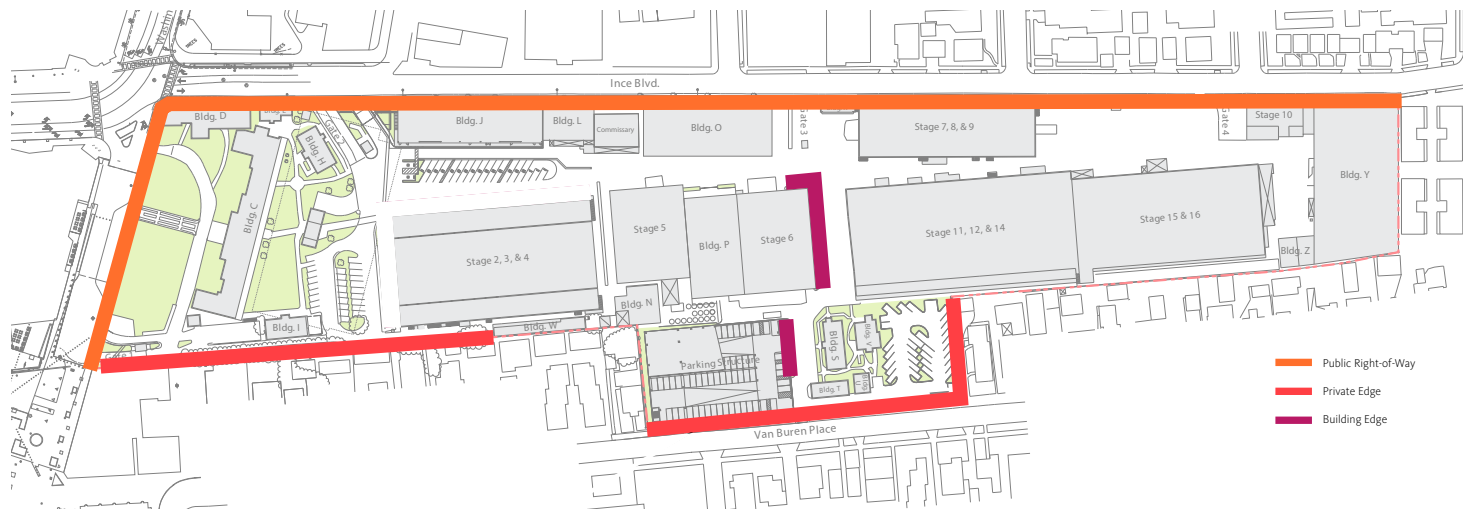 Washin
Ince Blvd.
Bldg. D
Gate 2
Bldg. H
Bldg. J
Bldg. L
Commissary
Bldg. O
Gate 3
Stage 7, 8, & 9
Gate 4
Stage 10
Bldg. Y
Bldg. C
Stage 5
Bldg. P
Stage 6
Stage 11, 12, & 14
Stage 15 & 16
Stage 2, 3, & 4
Bldg. Z
Bldg. N
Bldg. I
Bldg. W
Gate
Parking Structure
Bldg. S
Bldg. V
Bldg. T
Bldg. U
Van Buren Place
Public Right-of-Way
Private Edge
Building Edge